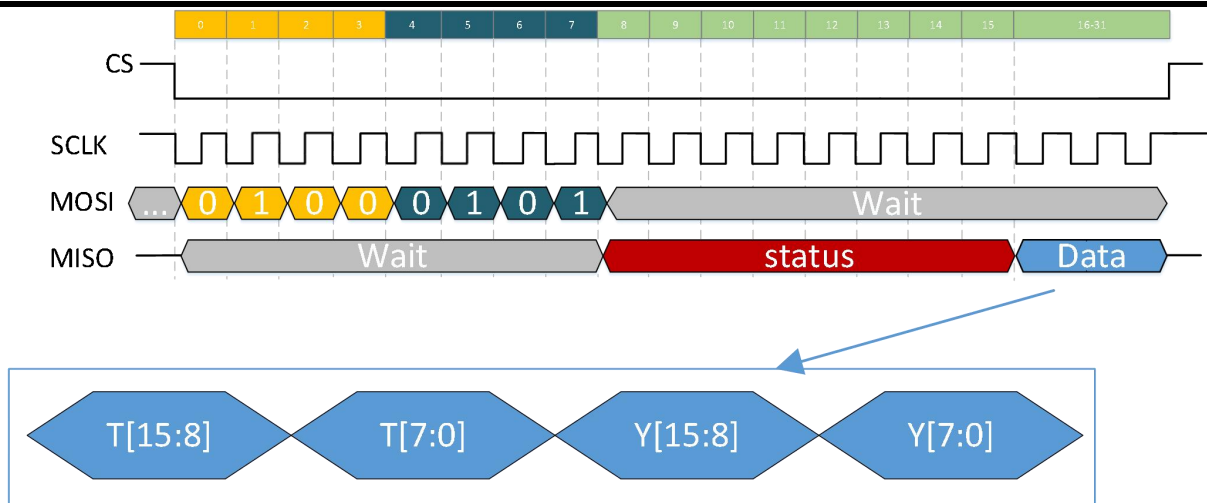 0 1 2 3 4 5 6 7 8 9 10 11 12 13 14 15 16-31
CS
SCLK
MOSI ... 0 1 0 0 0 1 0 1 Wait
MISO Wait status Data
T[15:8] T[7:0] Y[15:8] Y[7:0]